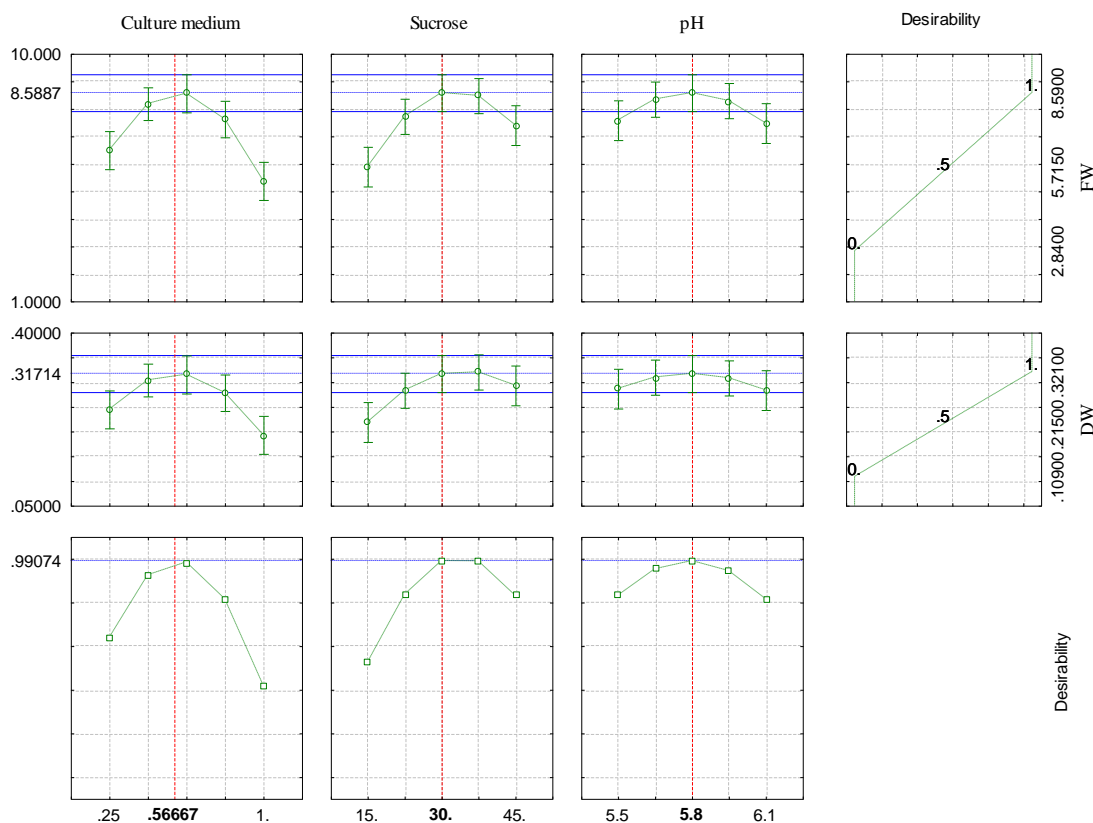 Culture medium
Sucrose
pH
Desirability
10.000
8.5887
1.0000
1.
.5
0.
8.5900
5.7150
2.8400
FW
.40000
.31714
.05000
1.
.5
0.
.32100
.21500
.10900
DW
.99074
Desirability
.25 .56667 1.
15. 30. 45.
5.5 5.8 6.1